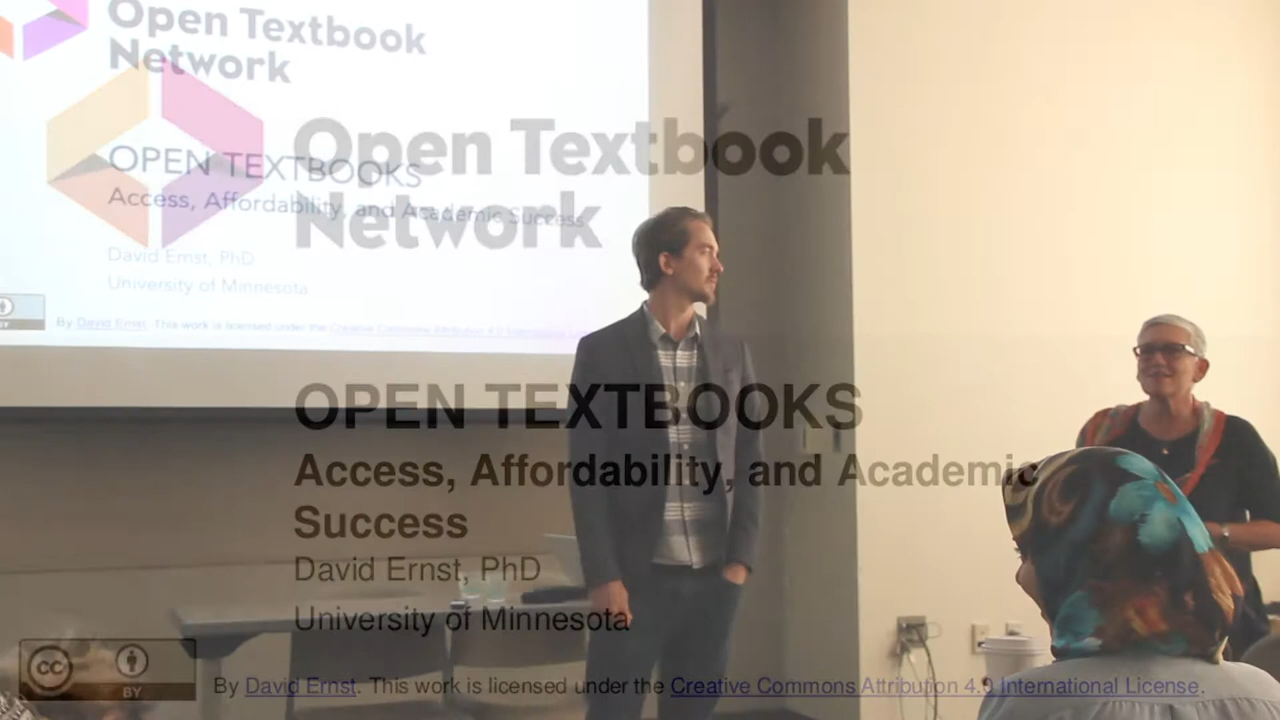 Open Textbook
Network
OPEN TEXTBOOKS
Access, Affordability, and Academic Success
David Ernst, PhD
University of Minnesota
BY
By David Ernst. This work is licensed under the Creative Commons Attribution 4.0 International
Open Textbook
Network
OPEN TEXTBOOKS
Access, Affordability, and Academic
Success
David Ernst, PhD
University of Minnesota
cc
BY
By David Ernst. This work is licensed under the Creative Commons Attribution 4.0 International License.